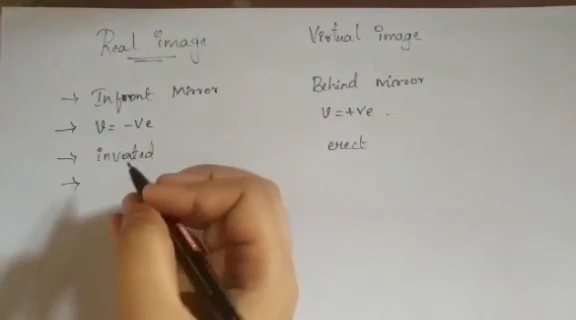 Real image
Virtual image
→ Infront Mirror
Behind mirror
→ v = -ve
v = +ve .
→ inverted
erect
→